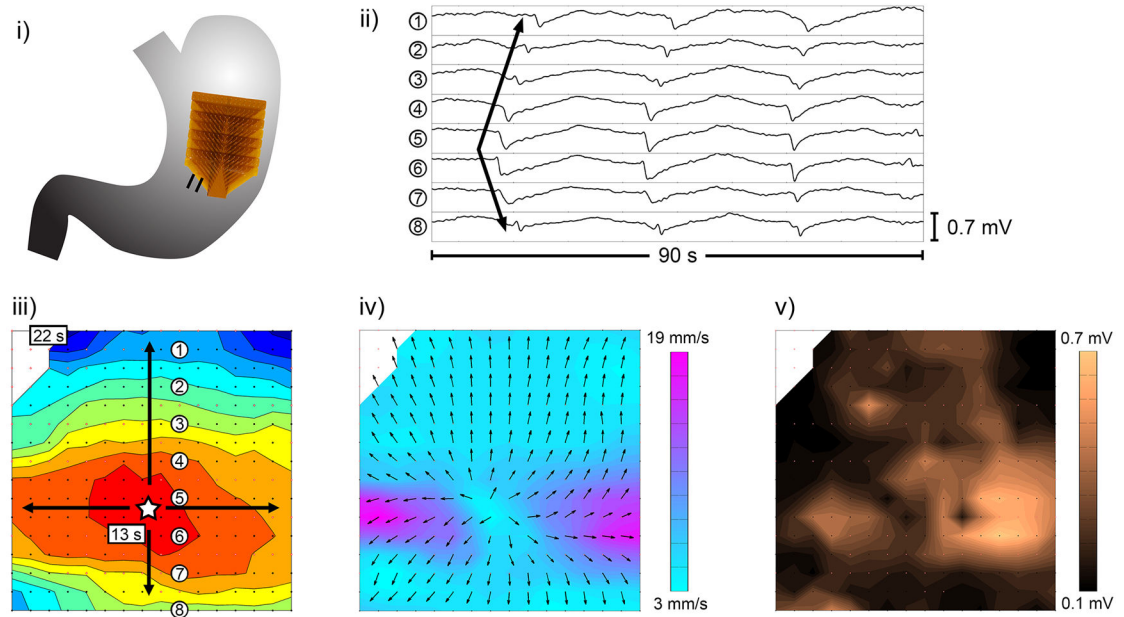 i)
ii)
①
②
③
④
⑤
⑥
⑦
⑧
0.7 mV
90 s
iii)
22 s
①
②
③
④
⑤
13 s
⑥
⑦
⑧
iv)
19 mm/s
3 mm/s
v)
0.7 mV
0.1 mV